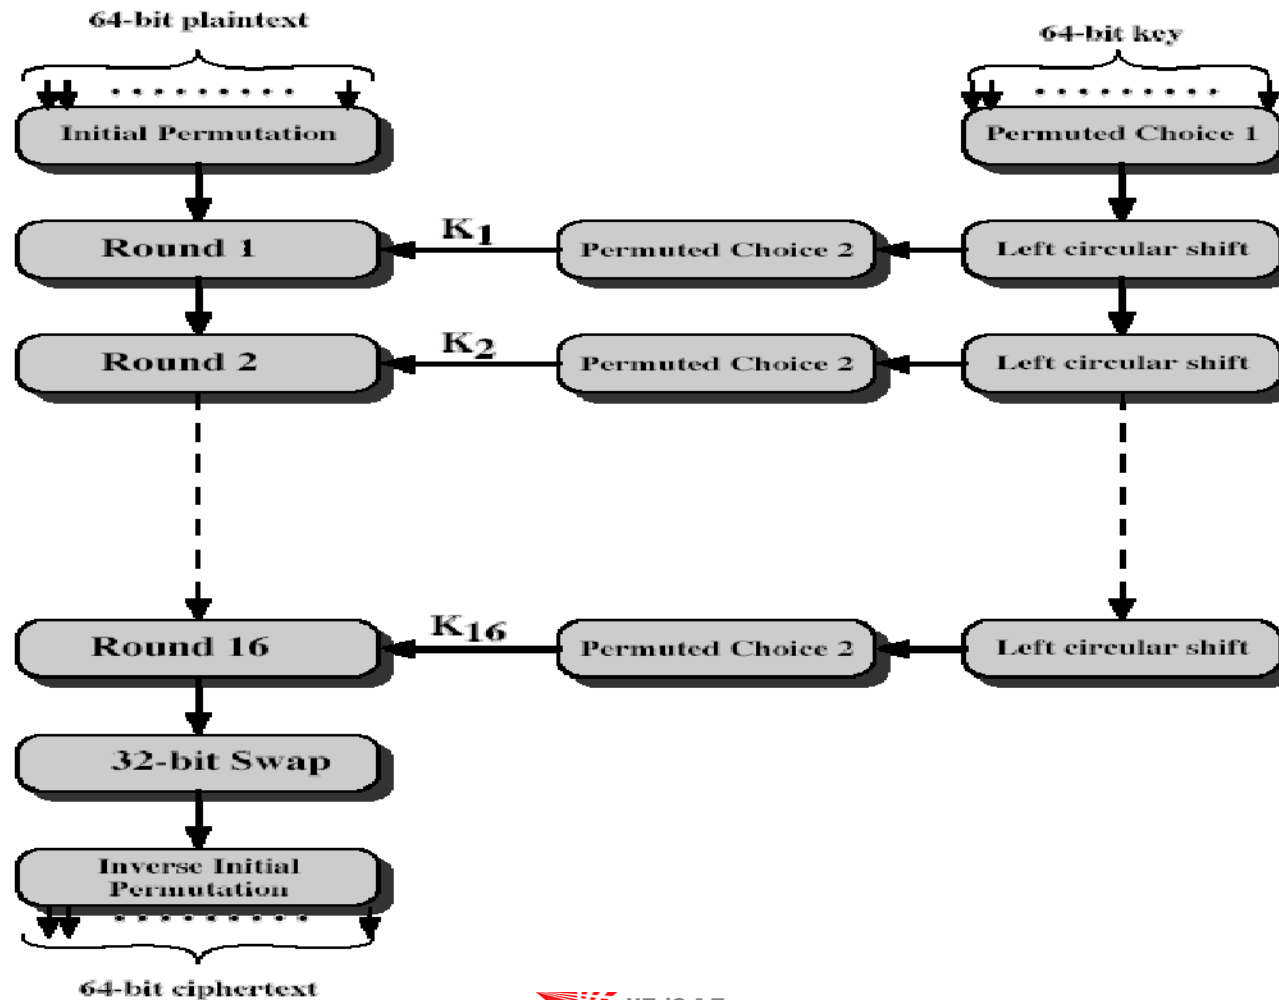 64-bit plaintext
64-bit key
Initial Permutation
Permuted Choice 1
Round 1
K1
Permuted Choice 2
Left circular shift
Round 2
K2
Permuted Choice 2
Left circular shift
Round 16
K16
Permuted Choice 2
Left circular shift
32-bit Swap
Inverse Initial
Permutation
64-bit ciphertext